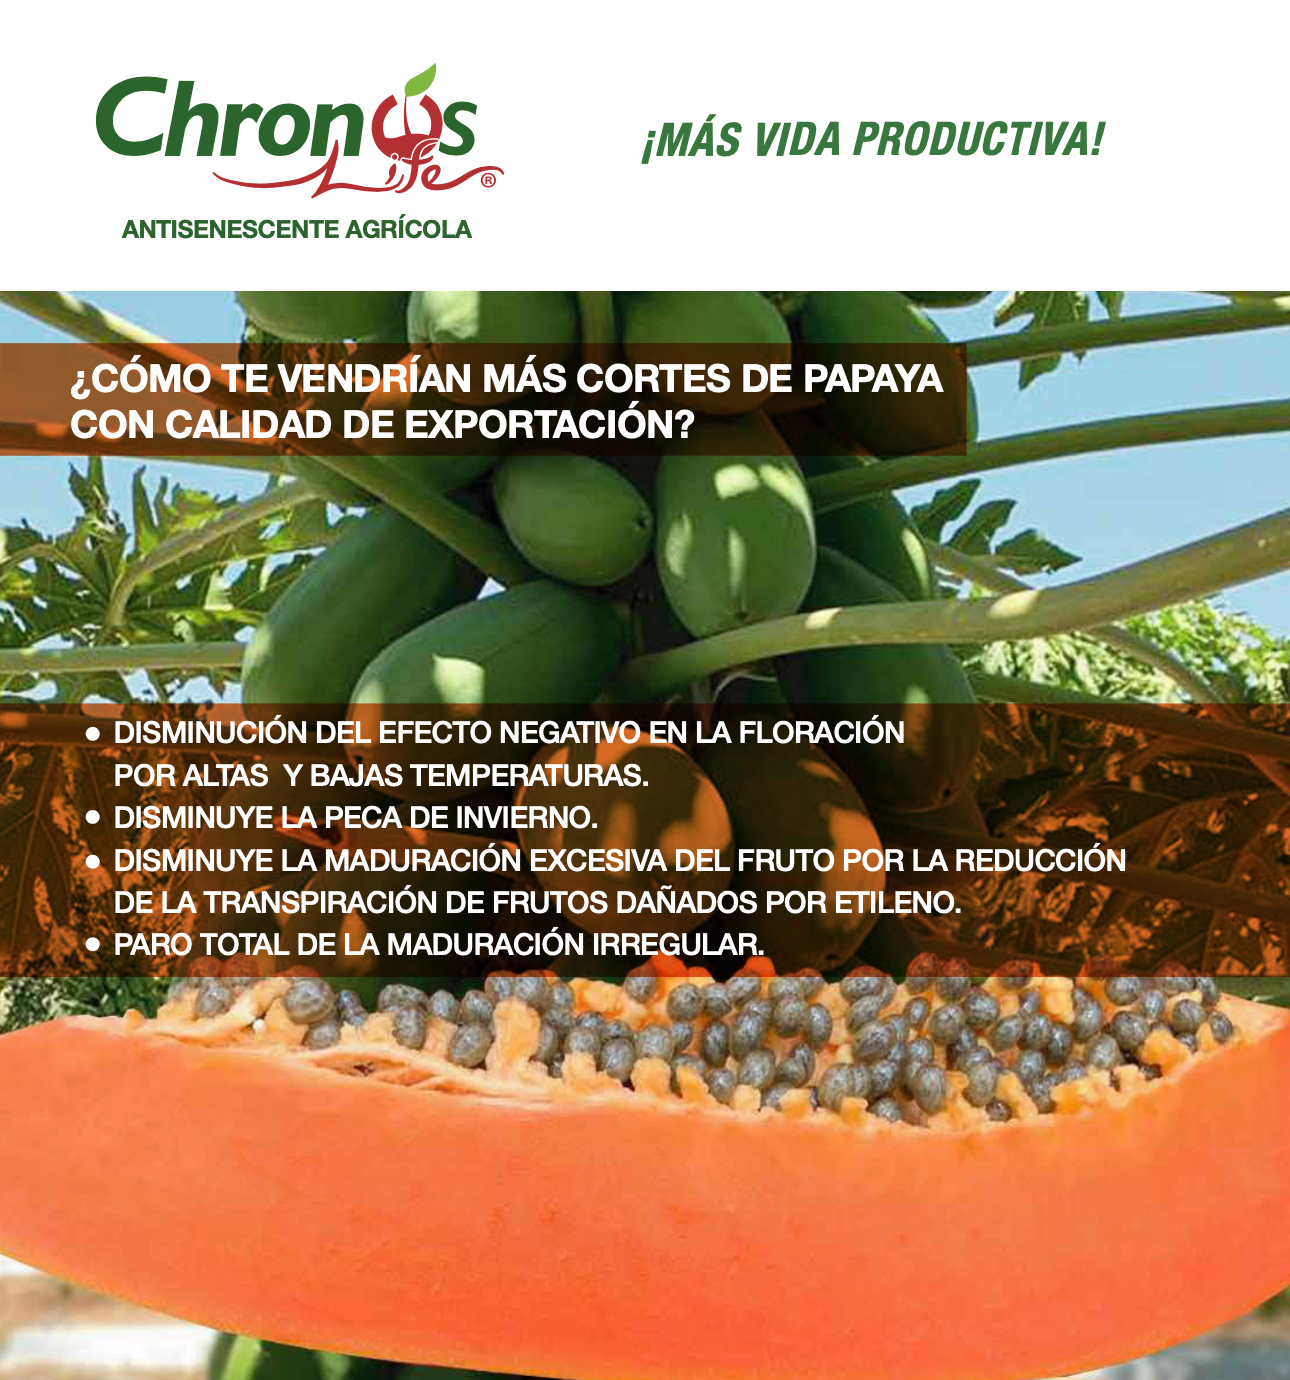 Chronos
Life®
ANTISENESCENTE AGRÍCOLA
¡MÁS VIDA PRODUCTIVA!
¿CÓMO TE VENDRÍAN MÁS CORTES DE PAPAYA
CON CALIDAD DE EXPORTACIÓN?
• DISMINUCIÓN DEL EFECTO NEGATIVO EN LA FLORACIÓN
POR ALTAS Y BAJAS TEMPERATURAS.
• DISMINUYE LA PECA DE INVIERNO.
• DISMINUYE LA MADURACIÓN EXCESIVA DEL FRUTO POR LA REDUCCIÓN
DE LA TRANSPIRACIÓN DE FRUTOS DAÑADOS POR ETILENO.
• PARO TOTAL DE LA MADURACIÓN IRREGULAR.